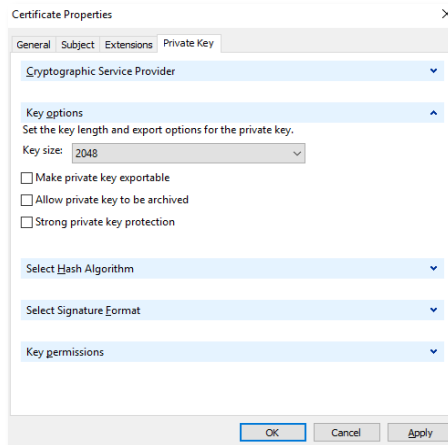 Certificate Properties
General Subject Extensions Private Key
Cryptographic Service Provider
Key options
Set the key length and export options for the private key.
Key size: 2048
Make private key exportable
Allow private key to be archived
Strong private key protection
Select Hash Algorithm
Select Signature Format
Key permissions
OK Cancel Apply